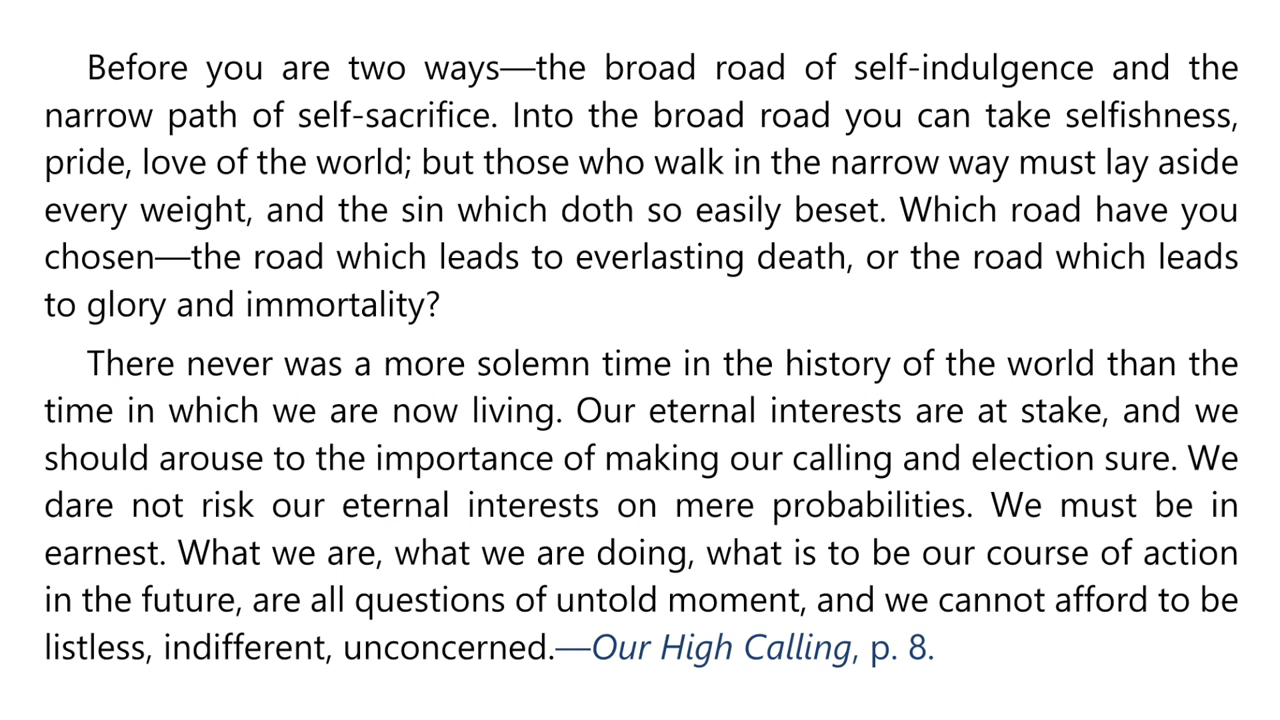 Before you are two ways—the broad road of self-indulgence and the
narrow path of self-sacrifice. Into the broad road you can take selfishness,
pride, love of the world; but those who walk in the narrow way must lay aside
every weight, and the sin which doth so easily beset. Which road have you
chosen—the road which leads to everlasting death, or the road which leads
to glory and immortality?
There never was a more solemn time in the history of the world than the
time in which we are now living. Our eternal interests are at stake, and we
should arouse to the importance of making our calling and election sure. We
dare not risk our eternal interests on mere probabilities. We must be in
earnest. What we are, what we are doing, what is to be our course of action
in the future, are all questions of untold moment, and we cannot afford to be
listless, indifferent, unconcerned.—Our High Calling, p. 8.